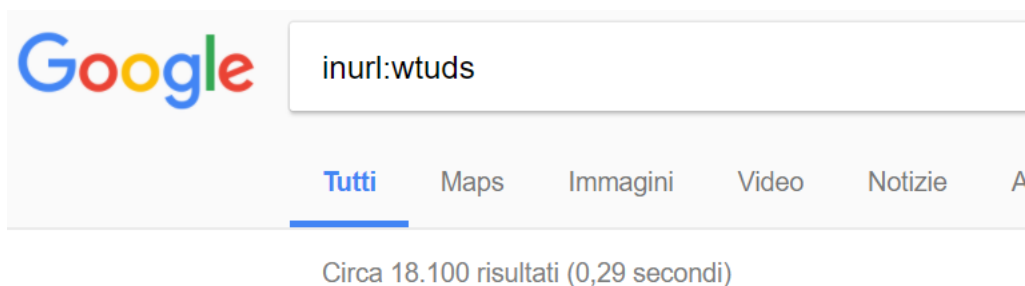 Google
inurl:wtuds
Tutti Maps Immagini Video Notizie A
Circa 18.100 risultati (0,29 secondi)